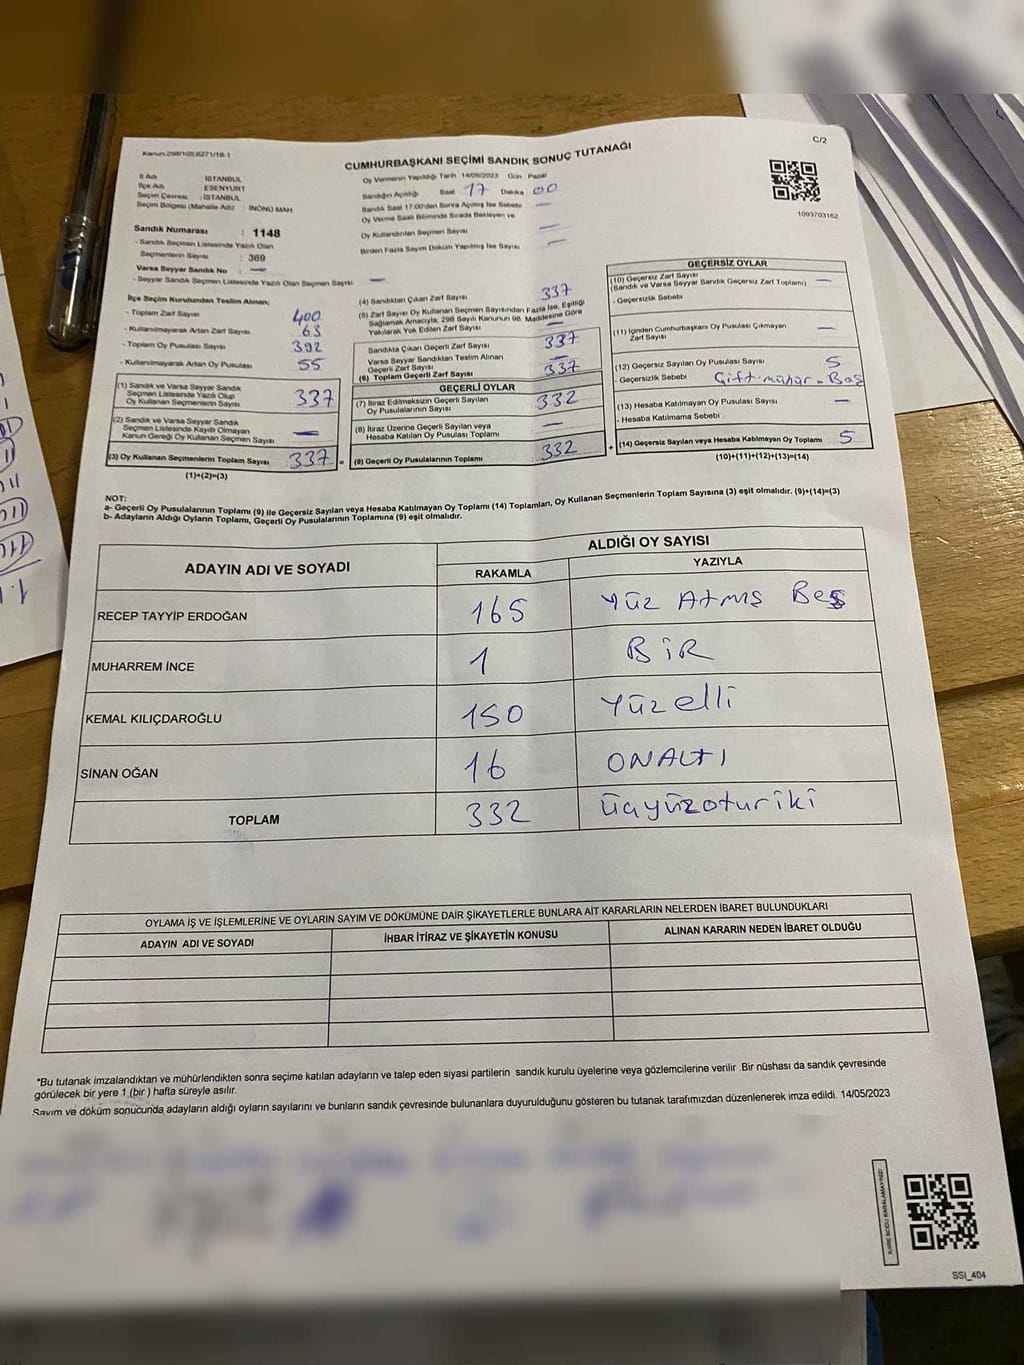 Kanun.298/105,6271/19-1
C/2
CUMHURBAŞKANI SEÇİMİ SANDIK SONUÇ TUTANAĞI
İl Adı : İSTANBUL
İlçe Adı : ESENYURT
Seçim Çevresi : İSTANBUL
Seçim Bölgesi (Mahalle Adı) : İNÖNÜ MAH
Sandık Numarası : 1148
- Sandık Seçmen Listesinde Yazılı Olan
Seçmenlerin Sayısı : 369
Varsa Seyyar Sandık No : —
- Seyyar Sandık Seçmen Listesinde Yazılı Olan Seçmen Sayısı —
Oy Vermenin Yapıldığı Tarih 14/05/2023 Gün Pazar
Sandığın Açıldığı Saat 17 Dakika 00
Sandık Saat 17:00'dan Sonra Açılmış İse Sebebi —
Oy Verme Saati Bitiminde Sırada Bekleyen ve
Oy Kullandırılan Seçmen Sayısı —
Birden Fazla Sayım Döküm Yapılmış İse Sayısı —
1093703162
İlçe Seçim Kurulundan Teslim Alınan;
- Toplam Zarf Sayısı 400
- Kullanılmayarak Artan Zarf Sayısı 63
- Toplam Oy Pusulası Sayısı 392
- Kullanılmayarak Artan Oy Pusulası 55
(1) Sandık ve Varsa Seyyar Sandık
Seçmen Listesinde Yazılı Olup
Oy Kullanan Seçmenlerin Sayısı 337
(2) Sandık ve Varsa Seyyar Sandık
Seçmen Listesinde Kayıtlı Olmayan
Kanun Gereği Oy Kullanan Seçmen Sayısı —
(3) Oy Kullanan Seçmenlerin Toplam Sayısı 337 =
(1)+(2)=(3)
(4) Sandıktan Çıkan Zarf Sayısı 337
(5) Zarf Sayısı Oy Kullanan Seçmen Sayısından Fazla İse, Eşitliği
Sağlamak Amacıyla, 298 Sayılı Kanunun 98. Maddesine Göre
Yakılarak Yok Edilen Zarf Sayısı —
Sandıkta Çıkan Geçerli Zarf Sayısı 337
Varsa Seyyar Sandıktan Teslim Alınan
Geçerli Zarf Sayısı —
(6) Toplam Geçerli Zarf Sayısı 337
GEÇERLİ OYLAR
(7) İtiraz Edilmeksizin Geçerli Sayılan
Oy Pusulalarının Sayısı 332
(8) İtiraz Üzerine Geçerli Sayılan veya
Hesaba Katılan Oy Pusulası Toplamı —
(9) Geçerli Oy Pusulalarının Toplamı 332 +
GEÇERSİZ OYLAR
(10) Geçersiz Zarf Sayısı —
(Sandık ve Varsa Seyyar Sandık Geçersiz Zarf Toplamı)
- Geçersizlik Sebebi
(11) İçinden Cumhurbaşkanı Oy Pusulası Çıkmayan
Zarf Sayısı —
(12) Geçersiz Sayılan Oy Pusulası Sayısı 5
- Geçersizlik Sebebi : Çift mühür - Boş
(13) Hesaba Katılmayan Oy Pusulası Sayısı —
- Hesaba Katılmama Sebebi :
(14) Geçersiz Sayılan veya Hesaba Katılmayan Oy Toplamı : 5
(10)+(11)+(12)+(13)=(14)
NOT:
a- Geçerli Oy Pusulalarının Toplamı (9) ile Geçersiz Sayılan veya Hesaba Katılmayan Oy Toplamı (14) Toplamları, Oy Kullanan Seçmenlerin Toplam Sayısına (3) eşit olmalıdır. (9)+(14)=(3)
b- Adayların Aldığı Oyların Toplamı, Geçerli Oy Pusulalarının Toplamına (9) eşit olmalıdır.
ADAYIN ADI VE SOYADI ALDIĞI OY SAYISI
RAKAMLA YAZIYLA
RECEP TAYYİP ERDOĞAN 165 Yüz Atmış Beş
MUHARREM İNCE 1 BİR
KEMAL KILIÇDAROĞLU 150 Yüzelli
SİNAN OĞAN 16 ONALTI
TOPLAM 332 üçyüzoturiki
OYLAMA İŞ VE İŞLEMLERİNE VE OYLARIN SAYIM VE DÖKÜMÜNE DAİR ŞİKAYETLERLE BUNLARA AİT KARARLARIN NELERDEN İBARET BULUNDUKLARI
ADAYIN ADI VE SOYADI İHBAR İTİRAZ VE ŞİKAYETİN KONUSU ALINAN KARARIN NEDEN İBARET OLDUĞU
*Bu tutanak imzalandıktan ve mühürlendikten sonra seçime katılan adayların ve talep eden siyasi partilerin sandık kurulu üyelerine veya gözlemcilerine verilir .Bir nüshası da sandık çevresinde
görülecek bir yere 1 (bir ) hafta süreyle asılır.
Sayım ve döküm sonucunda adayların aldığı oyların sayılarını ve bunların sandık çevresinde bulunanlara duyurulduğunu gösteren bu tutanak tarafımızdan düzenlenerek imza edildi. 14/05/2023
KARE KODU KARALAMAYINIZ!
SSI_404